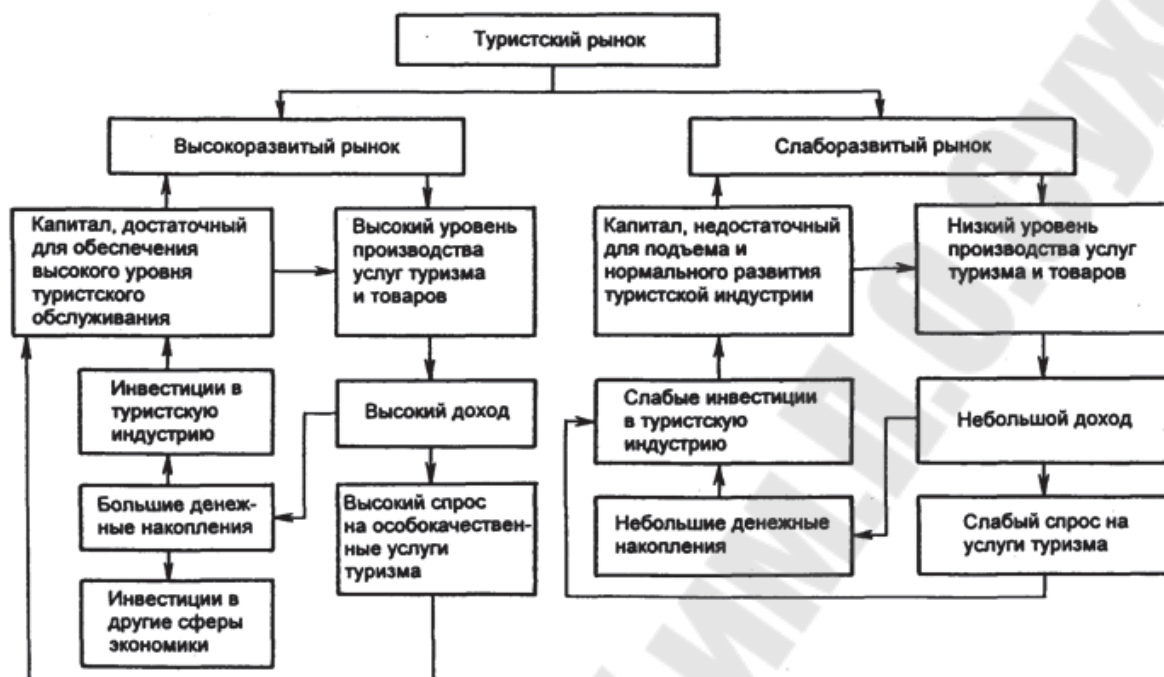 Туристский рынок
Высокоразвитый рынок
Слаборазвитый рынок
Капитал, достаточный
для обеспечения
высокого уровня
туристского
обслуживания
Высокий уровень
производства
услуг туризма
и товаров
Капитал, недостаточный
для подъема и
нормального развития
туристской индустрии
Низкий уровень
производства услуг
туризма и товаров
Инвестиции в
туристскую
индустрию
Высокий доход
Слабые инвестиции
в туристскую
индустрию
Небольшой доход
Большие денеж-
ные накопления
Высокий спрос
на особокачествен-
ные услуги
туризма
Небольшие денежные
накопления
Слабый спрос на
услуги туризма
Инвестиции в
другие сферы
экономики